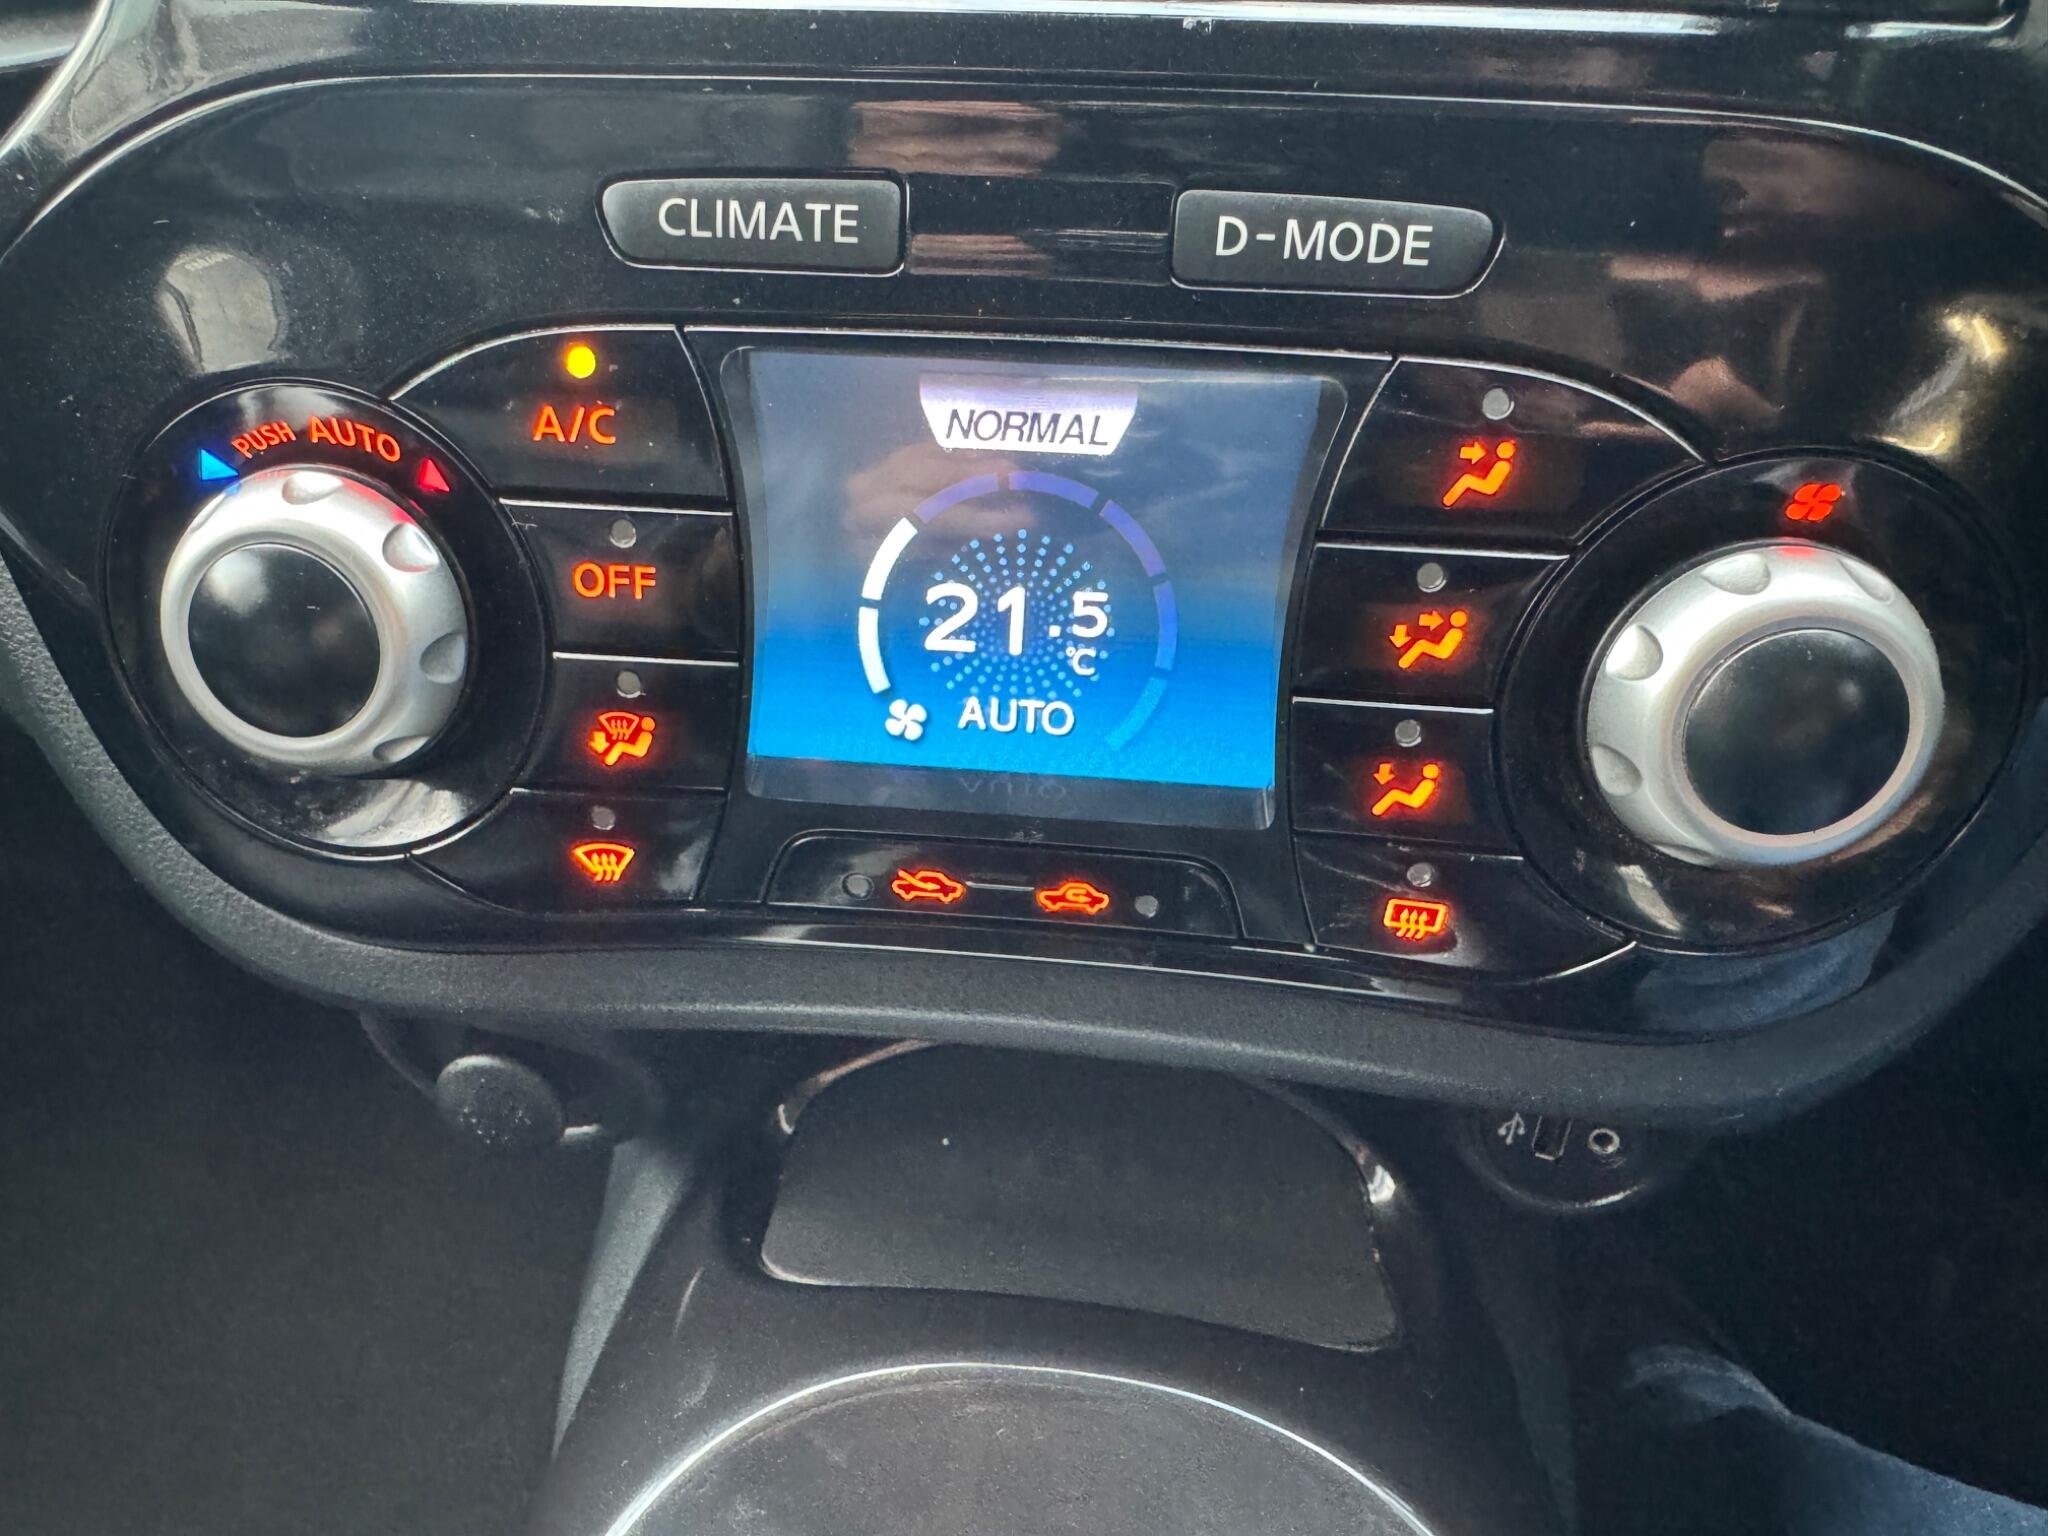 CLIMATE
D-MODE
PUSH AUTO
A/C
NORMAL
OFF
21.5
°C
AUTO